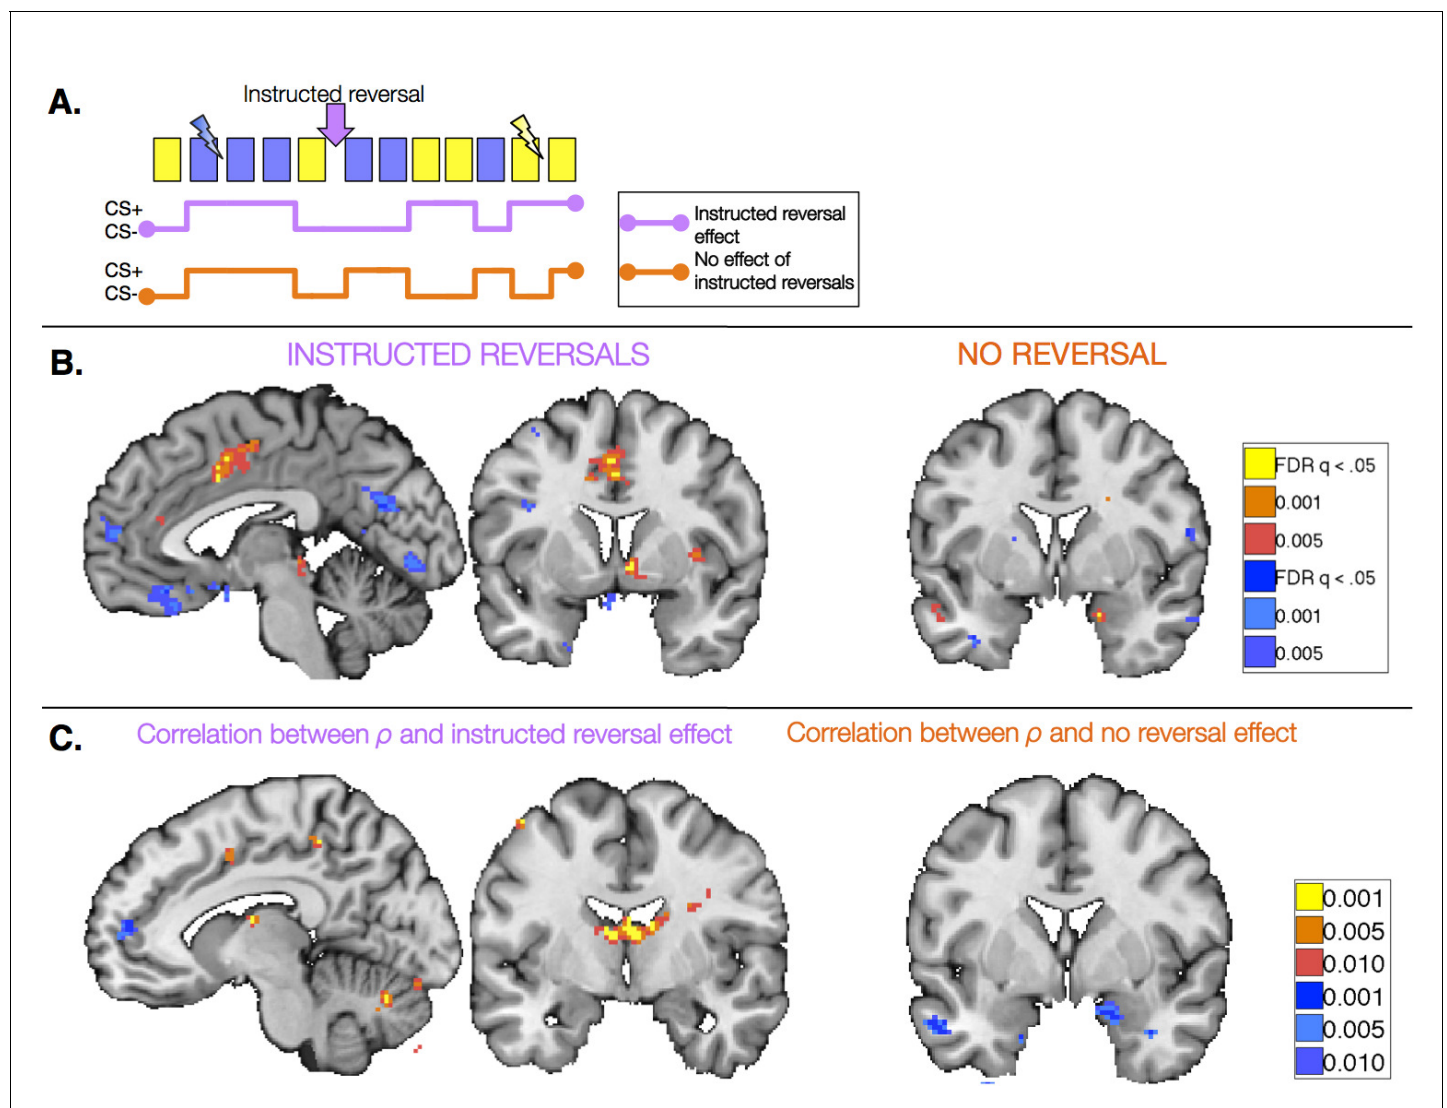 A.
Instructed reversal
CS+
CS-
CS+
CS-
Instructed reversal
effect
No effect of
instructed reversals
B.
INSTRUCTED REVERSALS
NO REVERSAL
FDR q < .05
0.001
0.005
FDR q < .05
0.001
0.005
C.
Correlation between ρ and instructed reversal effect
Correlation between ρ and no reversal effect
0.001
0.005
0.010
0.001
0.005
0.010